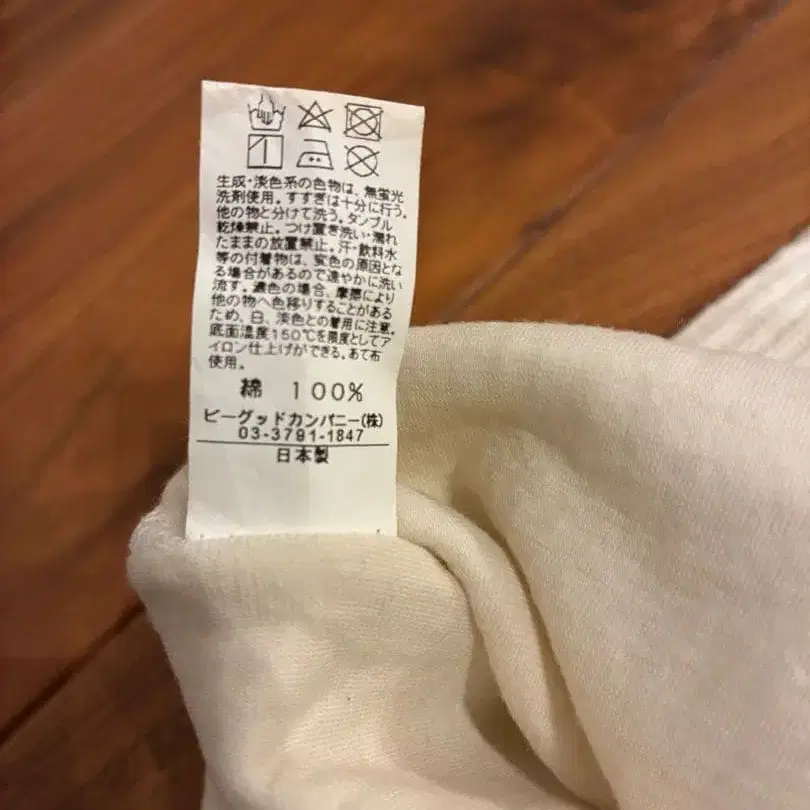 生成・淡色系の色物は、無蛍光
洗剤使用。すすぎは十分に行う。
他の物と分けて洗う。タンブル
乾燥禁止。つけ置き洗い・濡れ
たままの放置禁止。汗・飲料水
等の付着物は、変色の原因とな
る場合があるので速やかに洗い
流す。濃色の場合、摩擦により
他の物へ色移りすることがある
ため、白、淡色との着用に注意。
底面温度150℃を限度としてア
イロン仕上げができる。あて布
使用。
綿 100%
ビーグッドカンパニー(株)
03-3791-1847
日本製